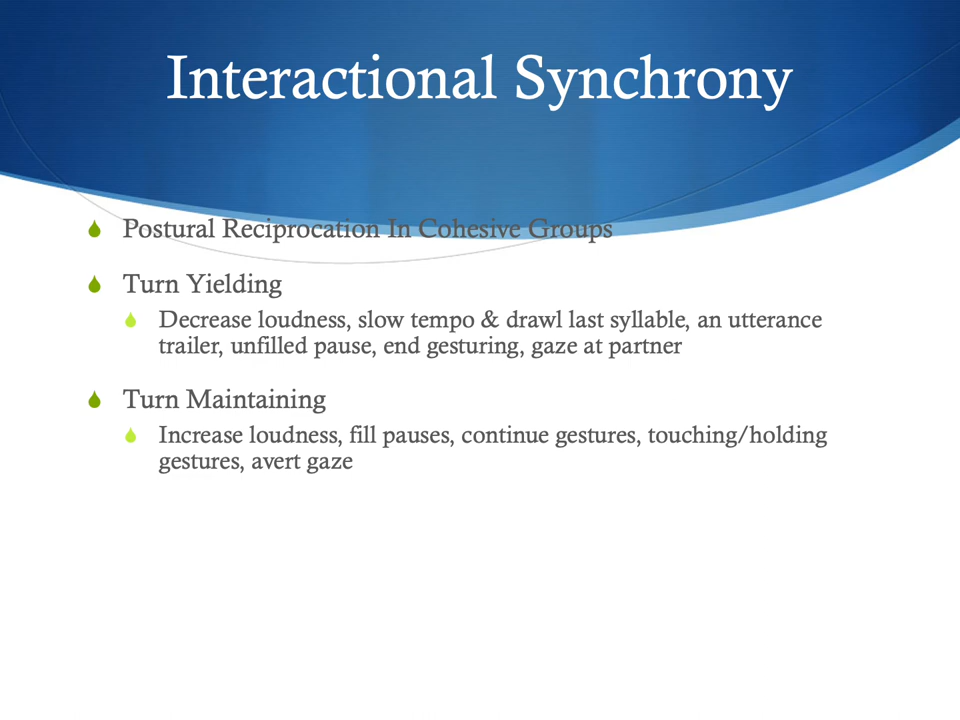 Interactional Synchrony
Postural Reciprocation In Cohesive Groups
Turn Yielding
Decrease loudness, slow tempo & drawl last syllable, an utterance
trailer, unfilled pause, end gesturing, gaze at partner
Turn Maintaining
Increase loudness, fill pauses, continue gestures, touching/holding
gestures, avert gaze